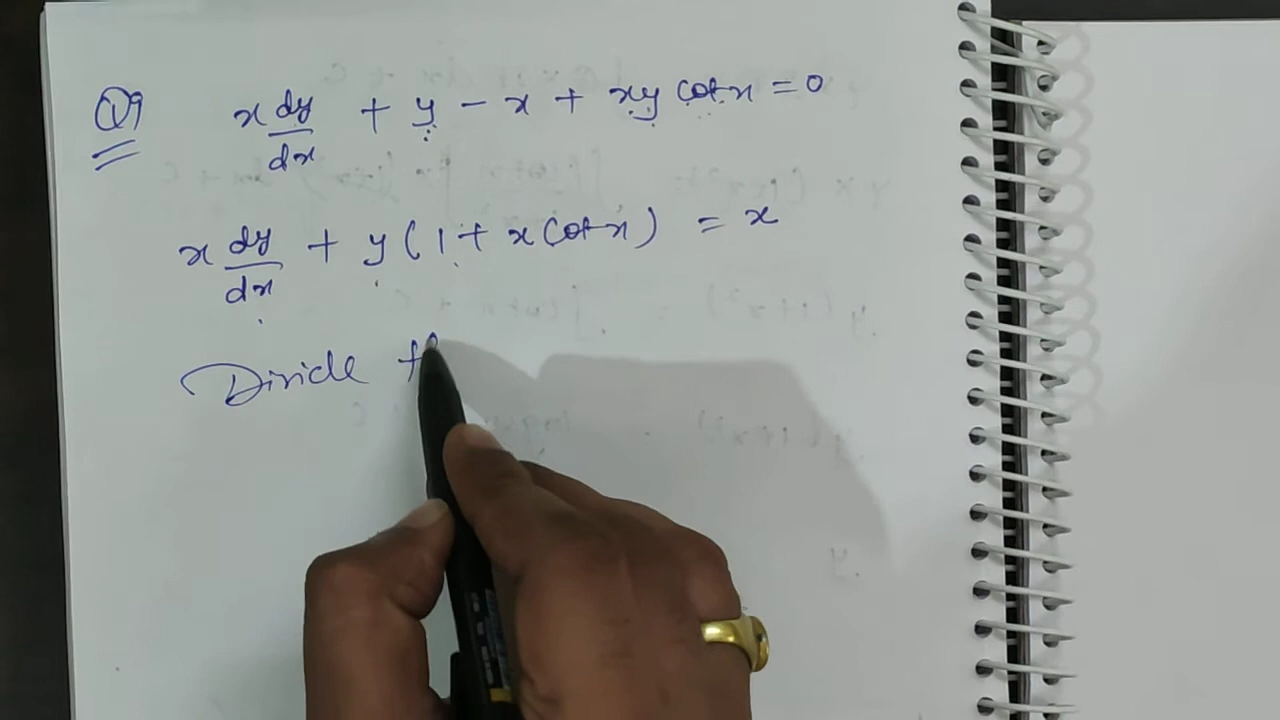 Q9 x dy/dx + y - x + xy cot x = 0
x dy/dx + y (1 + x cot x) = x
Divide